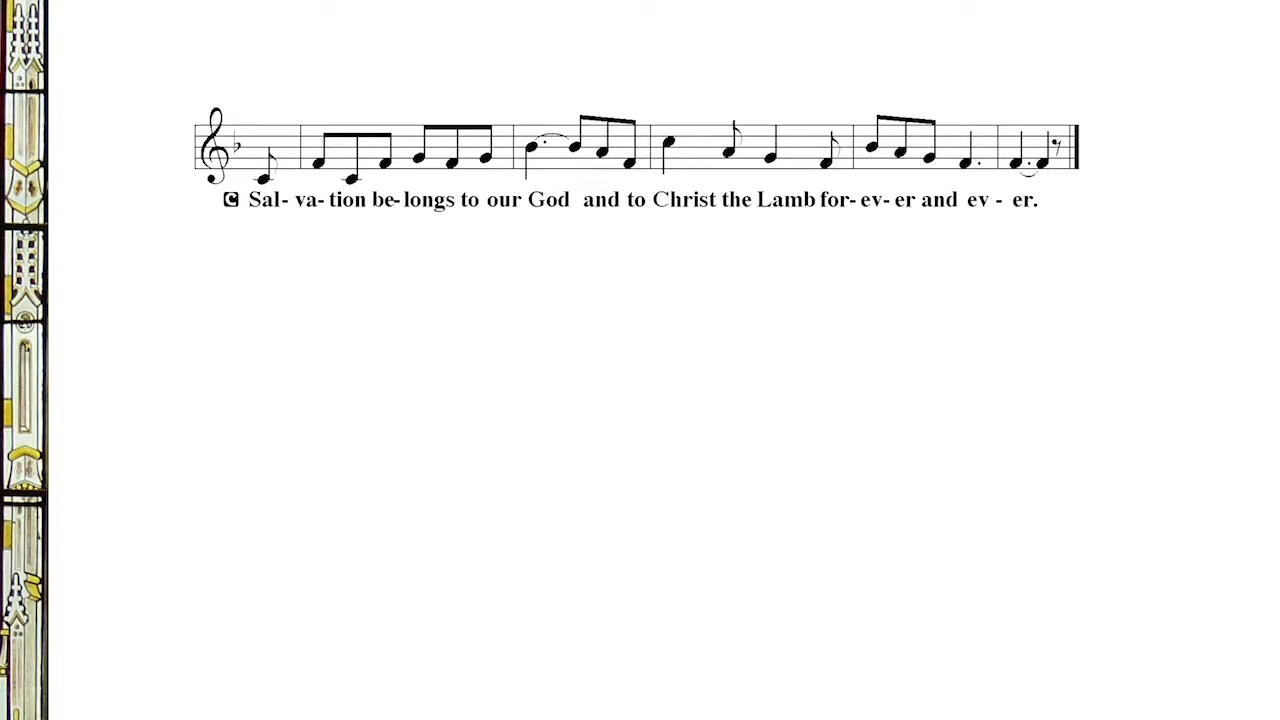 C Sal- va- tion be- longs to our God and to Christ the Lamb for- ev- er and ev - er.